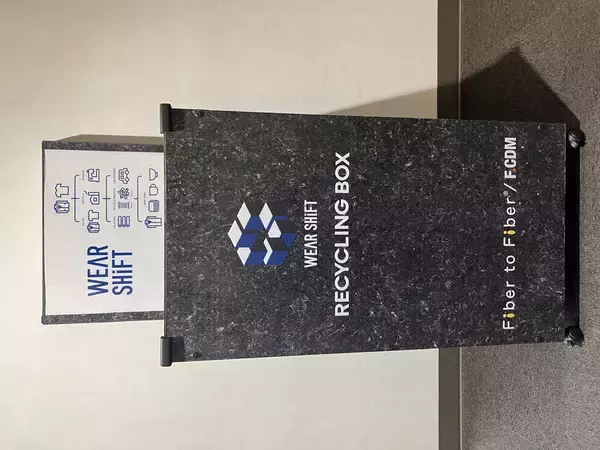 WEAR
SHiFT
WEAR SHiFT
RECYCLING BOX
Fiber to Fiber® / F.CDM